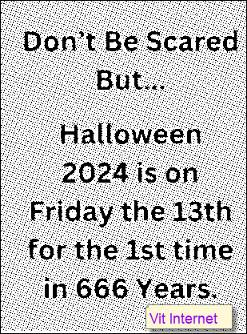 Don't Be Scared
But...
Halloween
2024 is on
Friday the 13th
for the 1st time
in 666 Years.
Vit Internet